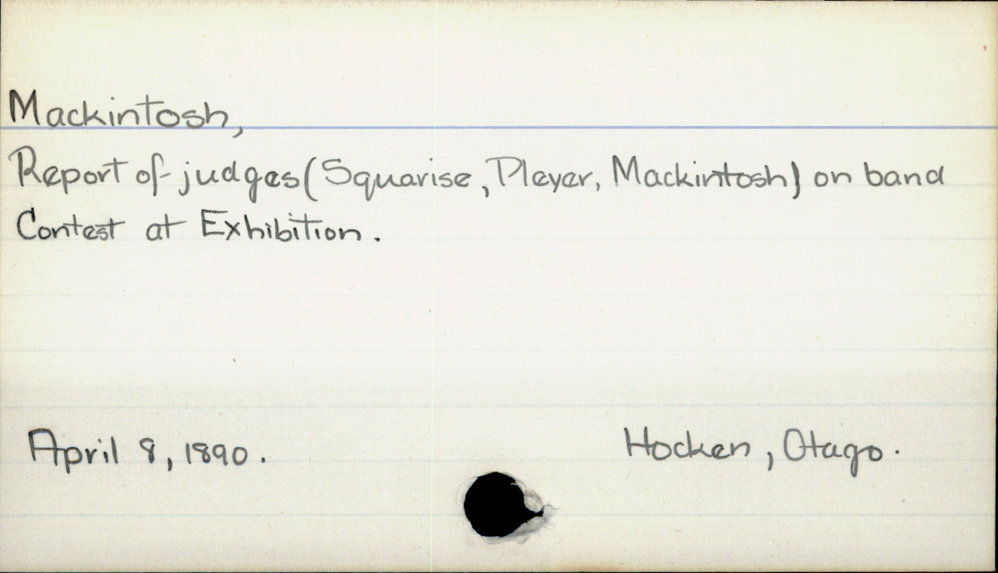 Mackintosh,
Report of judges (Squarise, Pleyer, Mackintosh) on band
Contest at Exhibition.
April 8, 1890.
Hocken, Otago.